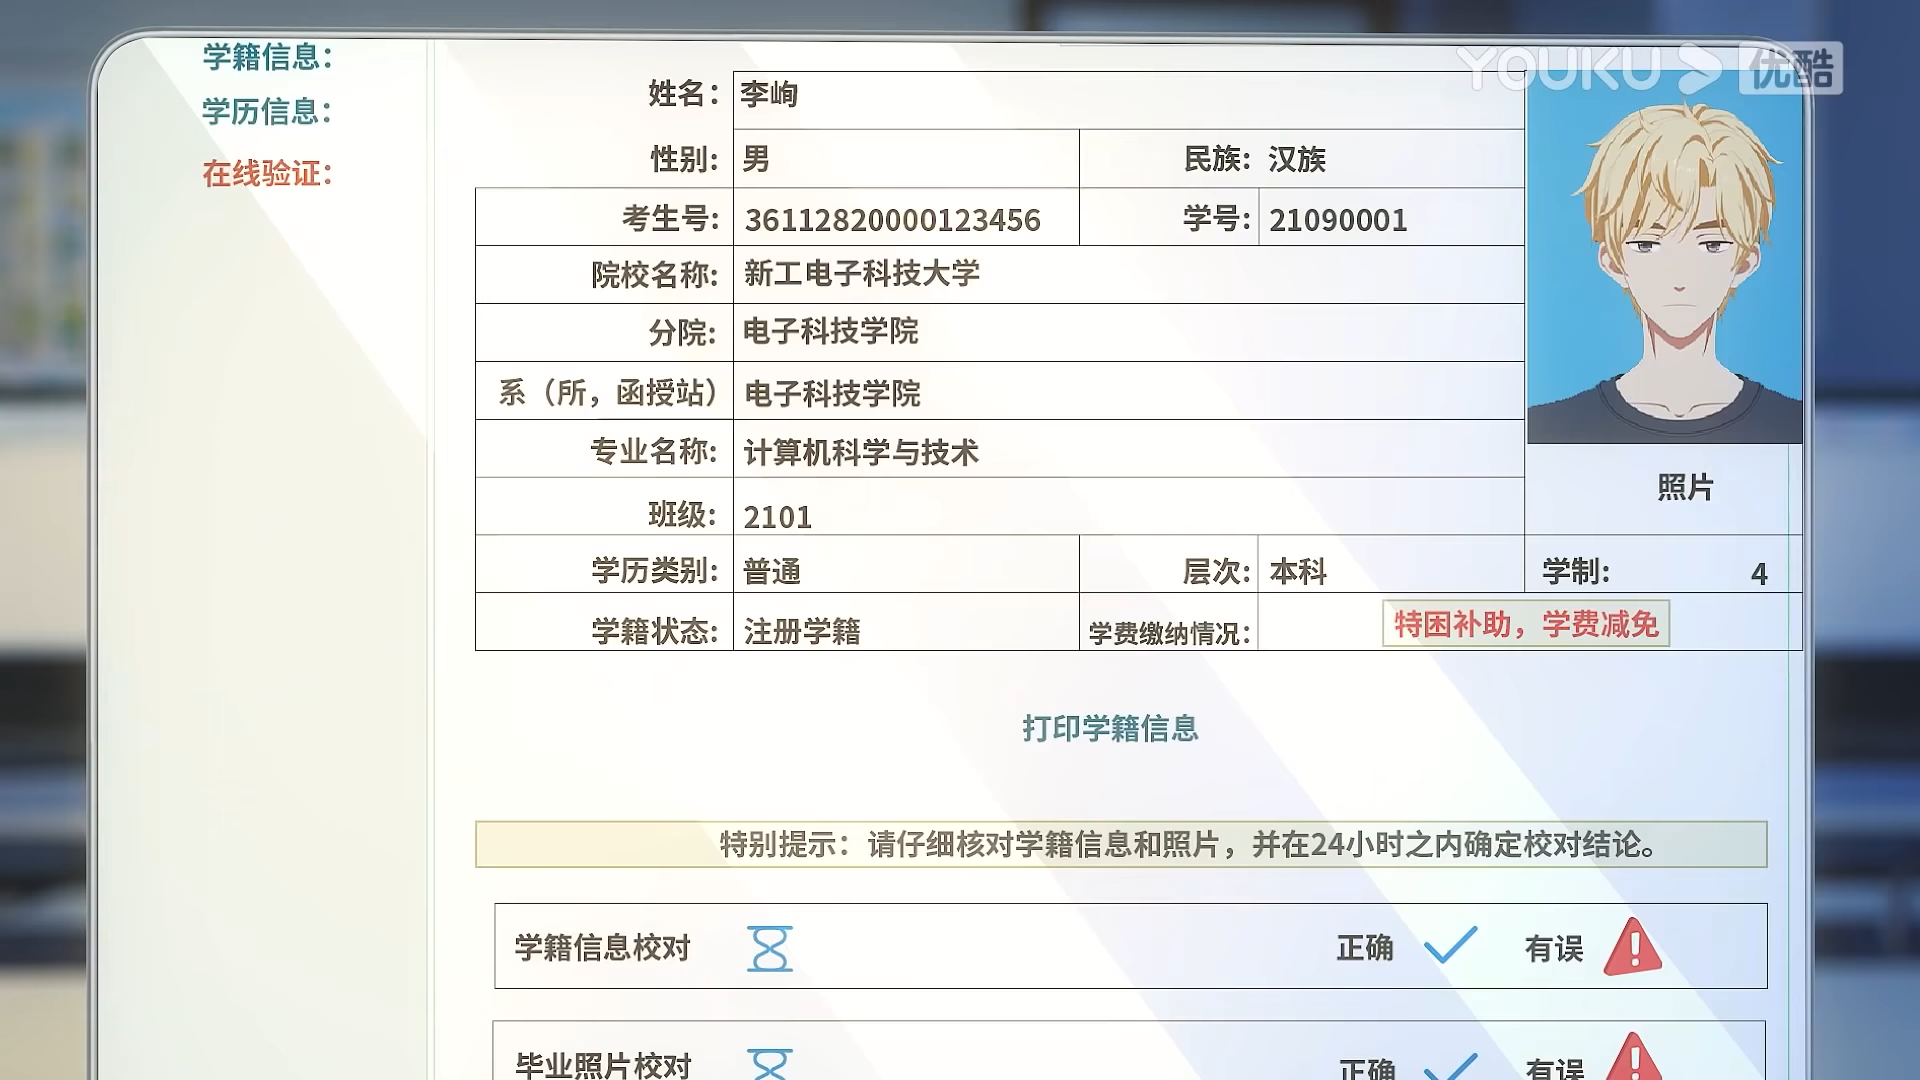 学籍信息：
学历信息：
在线验证：
YOUKU 优酷
姓名：李峋
性别：男 民族：汉族
考生号：36112820000123456 学号：21090001
院校名称：新工电子科技大学
分院：电子科技学院
系（所，函授站） 电子科技学院
专业名称：计算机科学与技术
照片
班级：2101
学历类别：普通 层次：本科 学制： 4
学籍状态：注册学籍 学费缴纳情况： 特困补助，学费减免
打印学籍信息
特别提示：请仔细核对学籍信息和照片，并在24小时之内确定校对结论。
学籍信息校对 正确 有误
毕业照片校对 正确 有误